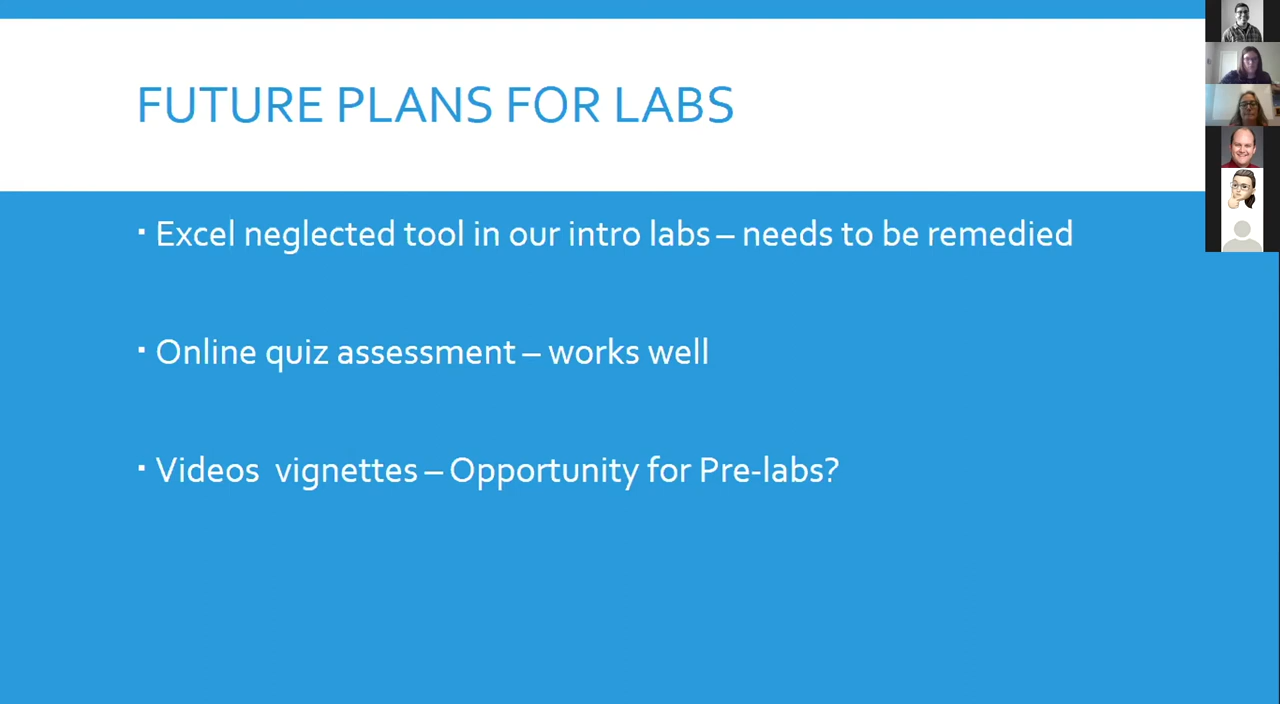 FUTURE PLANS FOR LABS
▪ Excel neglected tool in our intro labs – needs to be remedied
▪ Online quiz assessment – works well
▪ Videos  vignettes – Opportunity for Pre-labs?